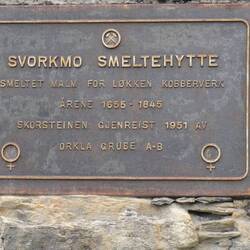 SVORKMO SMELTEHYTTE
SMELTET MALM FOR LØKKEN KOBBERVERK
ÅRENE 1655 - 1845
SKORSTEINEN GJENREIST 1951 AV
ORKLA GRUBE A-B